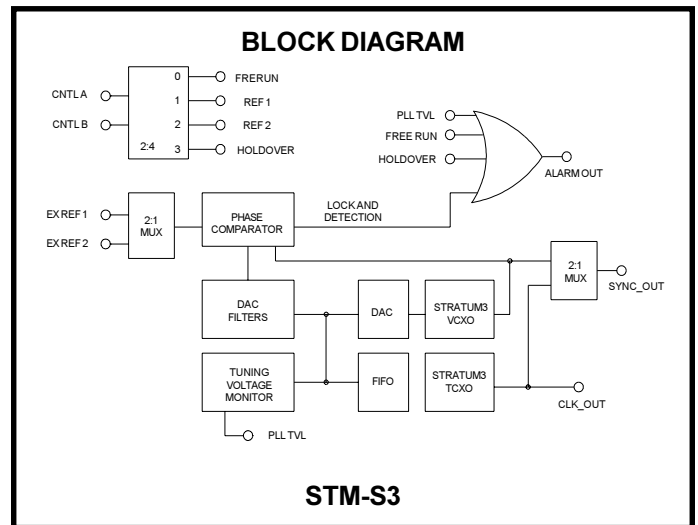 BLOCK DIAGRAM
0
FRERUN
CNTL A
1
REF 1
CNTL B
2
REF 2
2:4
3
HOLDOVER
PLL TVL
FREE RUN
HOLDOVER
ALARM OUT
LOCK AND
DETECTION
EX REF 1
EX REF 2
2:1
MUX
PHASE
COMPARATOR
2:1
MUX
SYNC_OUT
DAC
FILTERS
DAC
STRATUM3
VCXO
TUNING
VOLTAGE
MONITOR
FIFO
STRATUM3
TCXO
CLK_OUT
PLL TVL
STM-S3